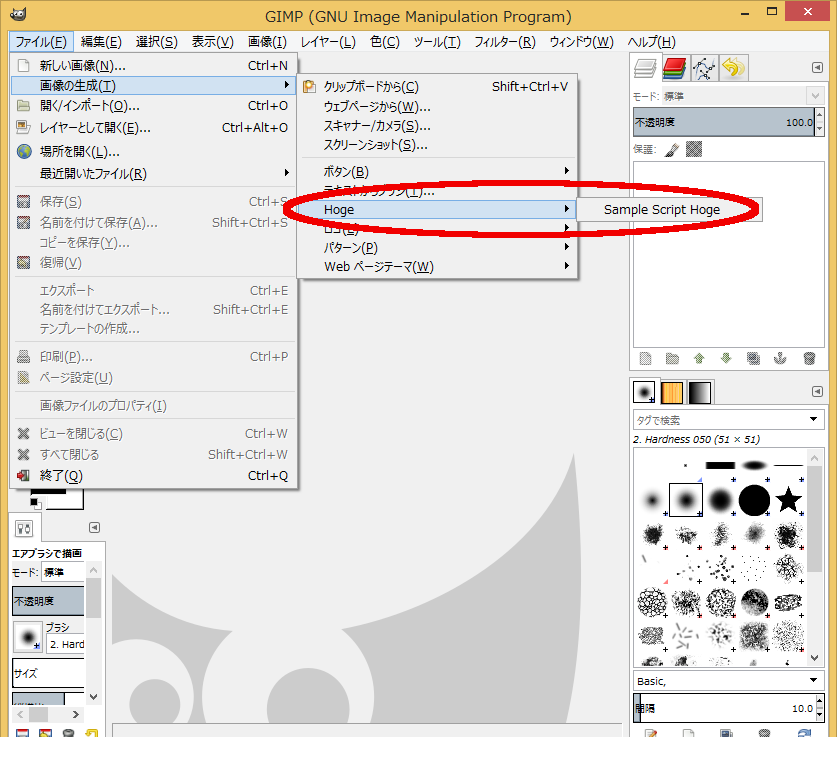 GIMP (GNU Image Manipulation Program)
ファイル(F) 編集(E) 選択(S) 表示(V) 画像(I) レイヤー(L) 色(C) ツール(T) フィルター(R) ウィンドウ(W) ヘルプ(H)
新しい画像(N)... Ctrl+N
画像の生成(T)
開く/インポート(O)... Ctrl+O
レイヤーとして開く(E)... Ctrl+Alt+O
場所を開く(L)...
最近開いたファイル(R)
保存(S) Ctrl+S
名前を付けて保存(A)... Shift+Ctrl+S
コピーを保存(Y)...
復帰(V)
エクスポート Ctrl+E
名前を付けてエクスポート... Shift+Ctrl+E
テンプレートの作成...
印刷(P)... Ctrl+P
ページ設定(U)
画像ファイルのプロパティ(I)
ビューを閉じる(C) Ctrl+W
すべて閉じる Shift+Ctrl+W
終了(Q) Ctrl+Q
クリップボードから(C) Shift+Ctrl+V
ウェブページから(W)...
スキャナー/カメラ(S)...
スクリーンショット(S)...
ボタン(B)
テキストからブラシ(T)...
Hoge
ロゴ(L)
パターン(P)
Web ページテーマ(W)
Sample Script Hoge
モード: 標準
不透明度 100.0
保護:
タグで検索
2. Hardness 050 (51 × 51)
Basic,
間隔 10.0
エアブラシで描画
モード: 標準
不透明度
ブラシ
2. Hard
サイズ